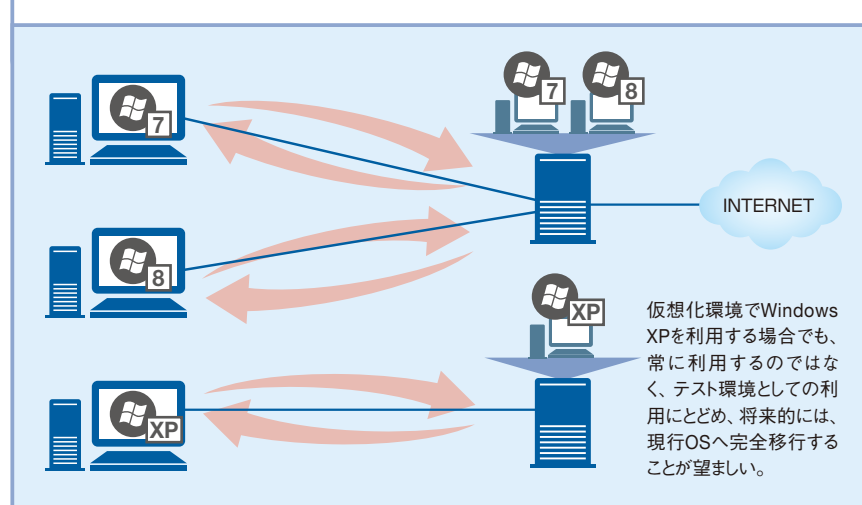 7
7
8
8
INTERNET
XP
XP
仮想化環境でWindows
XPを利用する場合でも、
常に利用するのではな
く、テスト環境としての利
用にとどめ、将来的には、
現行OSへ完全移行する
ことが望ましい。